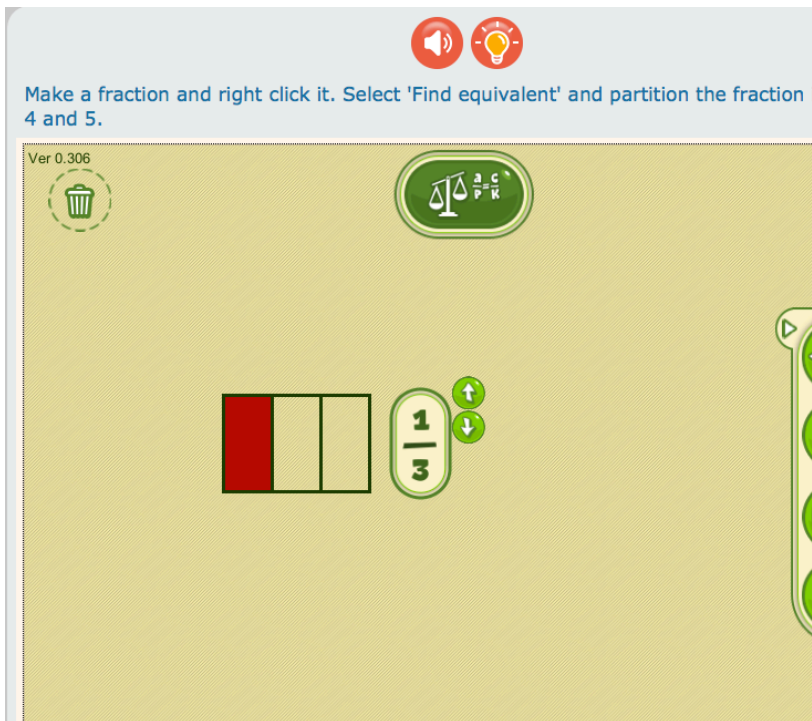 Make a fraction and right click it. Select 'Find equivalent' and partition the fraction
4 and 5.
Ver 0.306
a c
= 
P K
1
3